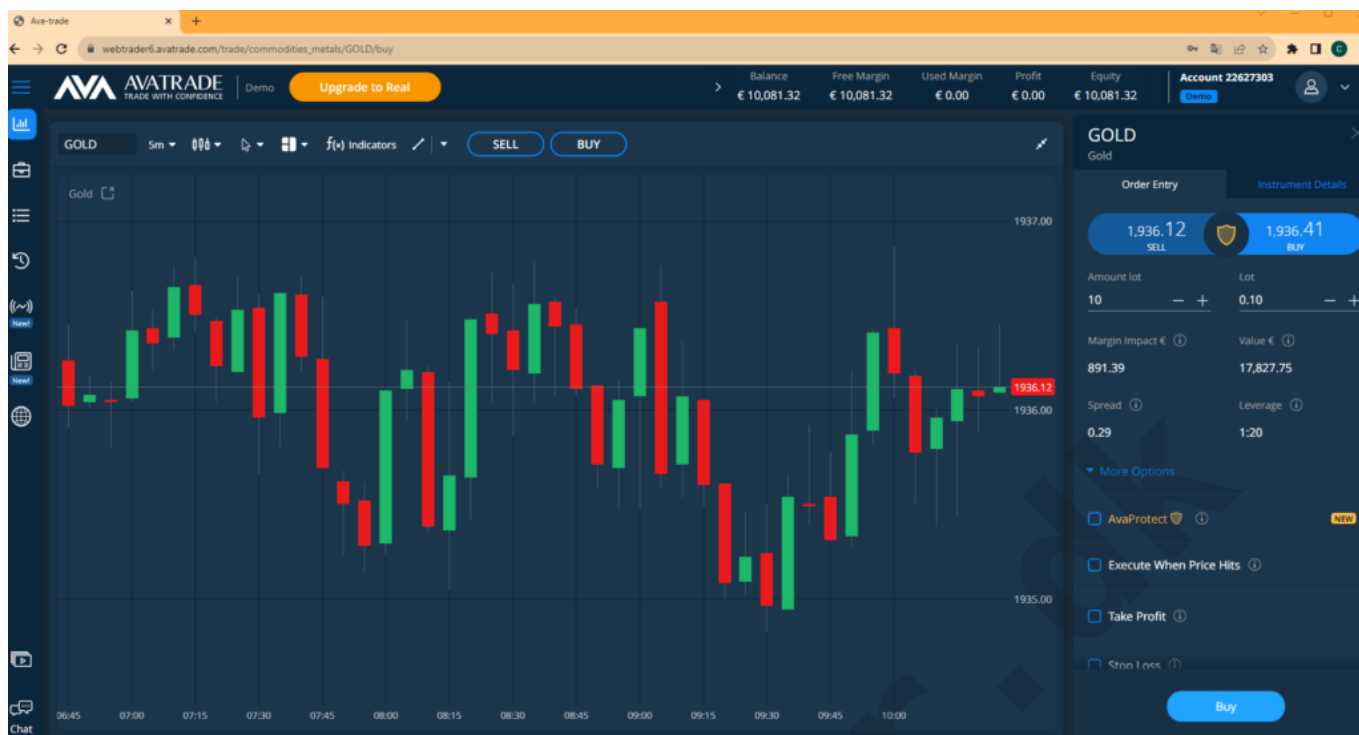 Ava-trade
webtrader6.avatrade.com/trade/commodities_metals/GOLD/buy
AVA AVATRADE
TRADE WITH CONFIDENCE
Demo
Upgrade to Real
Balance Free Margin Used Margin Profit Equity
€ 10,081.32 € 10,081.32 € 0.00 € 0.00 € 10,081.32
Account 22627303
Demo
GOLD 5m f(x) Indicators SELL BUY
Gold
1937.00
1936.12
1936.00
1935.00
06:45 07:00 07:15 07:30 07:45 08:00 08:15 08:30 08:45 09:00 09:15 09:30 09:45 10:00
New!
New!
Chat
GOLD
Gold
Order Entry Instrument Details
1,936.12 1,936.41
SELL BUY
Amount lot Lot
10 — + 0.10 — +
Margin Impact € Value €
891.39 17,827.75
Spread Leverage
0.29 1:20
More Options
AvaProtect NEW
Execute When Price Hits
Take Profit
Stop Loss
Buy
.dk